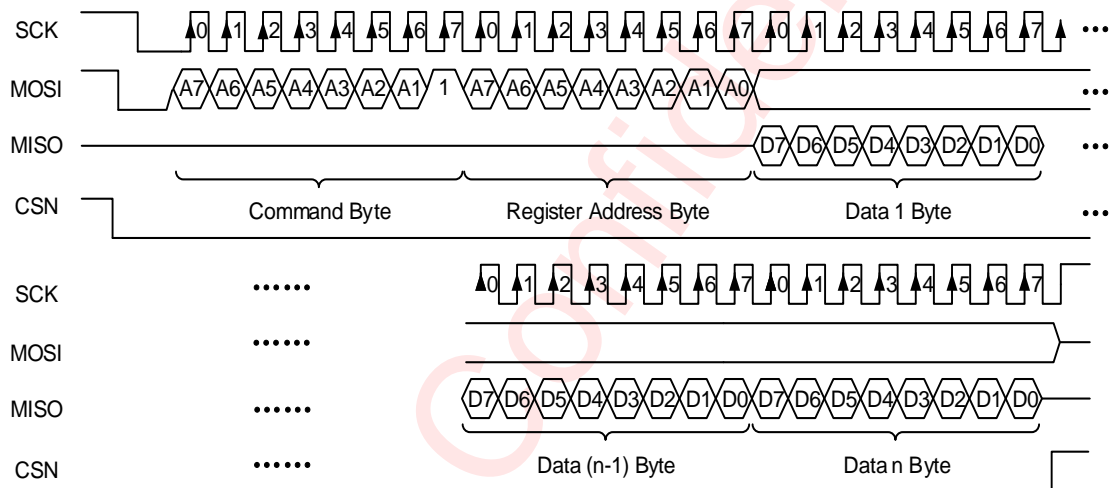 SCK 0 1 2 3 4 5 6 7 0 1 2 3 4 5 6 7 0 1 2 3 4 5 6 7 •••
MOSI A7 A6 A5 A4 A3 A2 A1 1 A7 A6 A5 A4 A3 A2 A1 A0 •••
MISO D7 D6 D5 D4 D3 D2 D1 D0 •••
CSN Command Byte Register Address Byte Data 1 Byte •••
SCK •••••• 0 1 2 3 4 5 6 7 0 1 2 3 4 5 6 7
MOSI ••••••
MISO •••••• D7 D6 D5 D4 D3 D2 D1 D0 D7 D6 D5 D4 D3 D2 D1 D0
CSN •••••• Data (n-1) Byte Data n Byte
Confiden